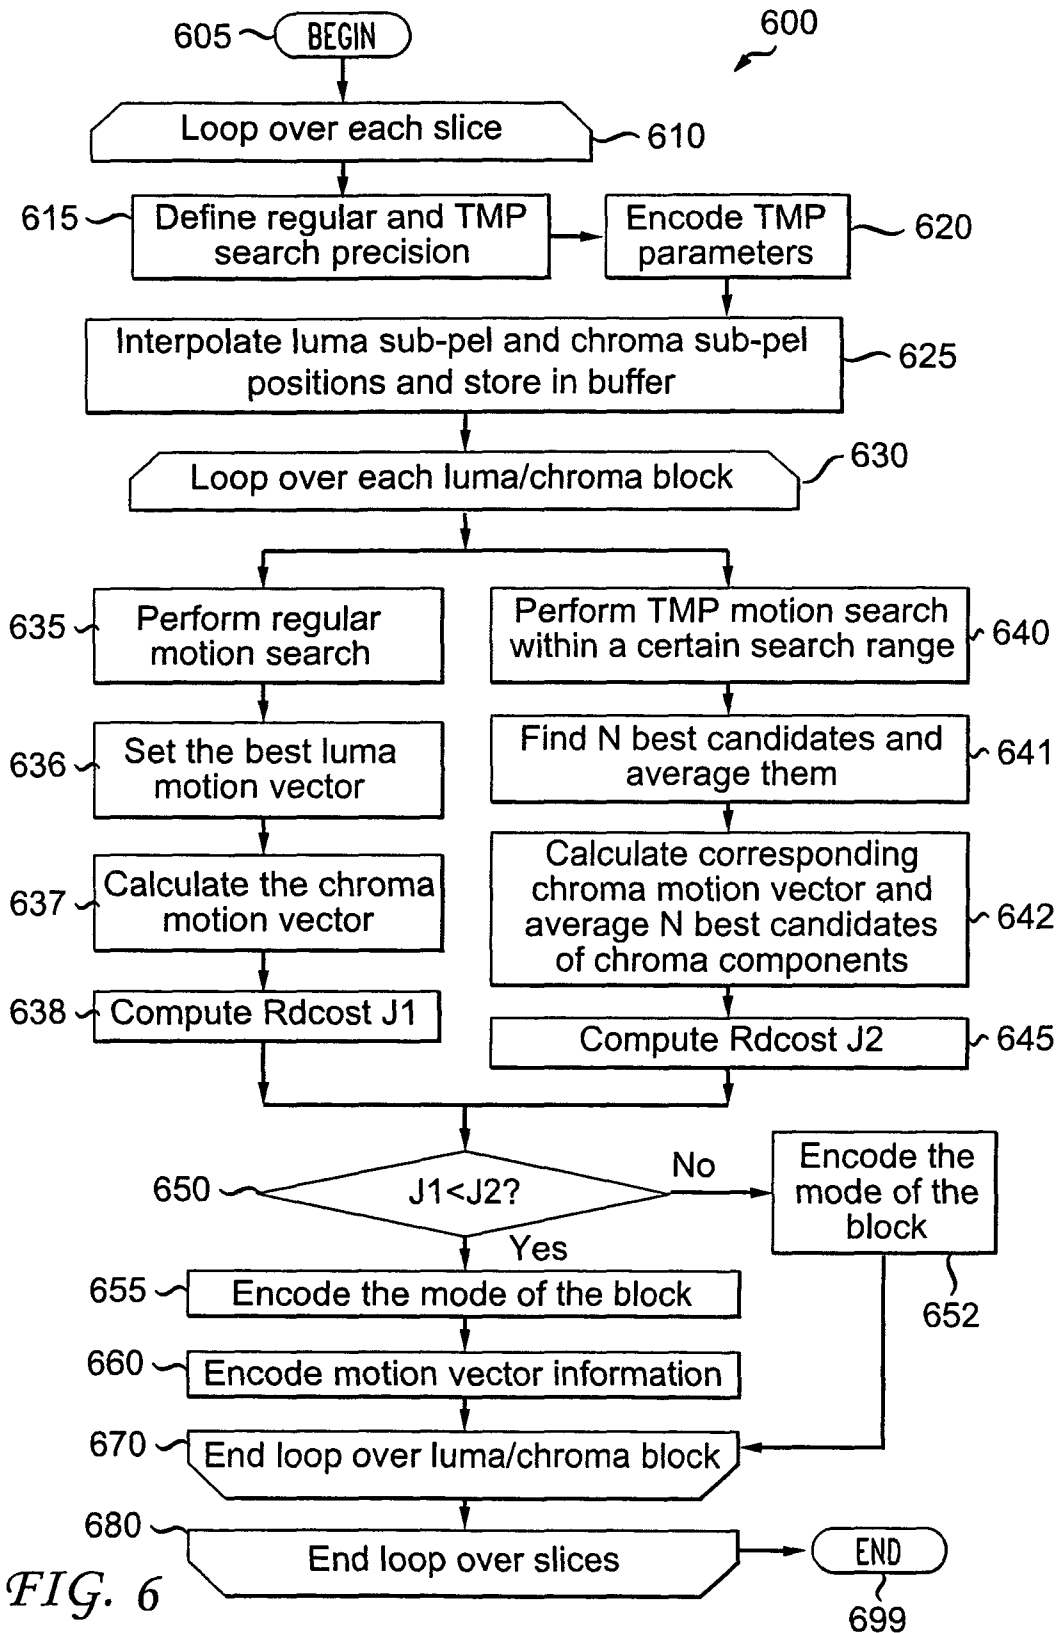 600
605
BEGIN
Loop over each slice
610
615
Define regular and TMP
search precision
Encode TMP
parameters
620
Interpolate luma sub-pel and chroma sub-pel
positions and store in buffer
625
Loop over each luma/chroma block
630
635
Perform regular
motion search
Perform TMP motion search
within a certain search range
640
636
Set the best luma
motion vector
Find N best candidates and
average them
641
637
Calculate the chroma
motion vector
Calculate corresponding
chroma motion vector and
average N best candidates
of chroma components
642
638
Compute Rdcost J1
Compute Rdcost J2
645
650
J1<J2?
No
Encode the
mode of the
block
652
Yes
655
Encode the mode of the block
660
Encode motion vector information
670
End loop over luma/chroma block
680
End loop over slices
END
699
FIG. 6